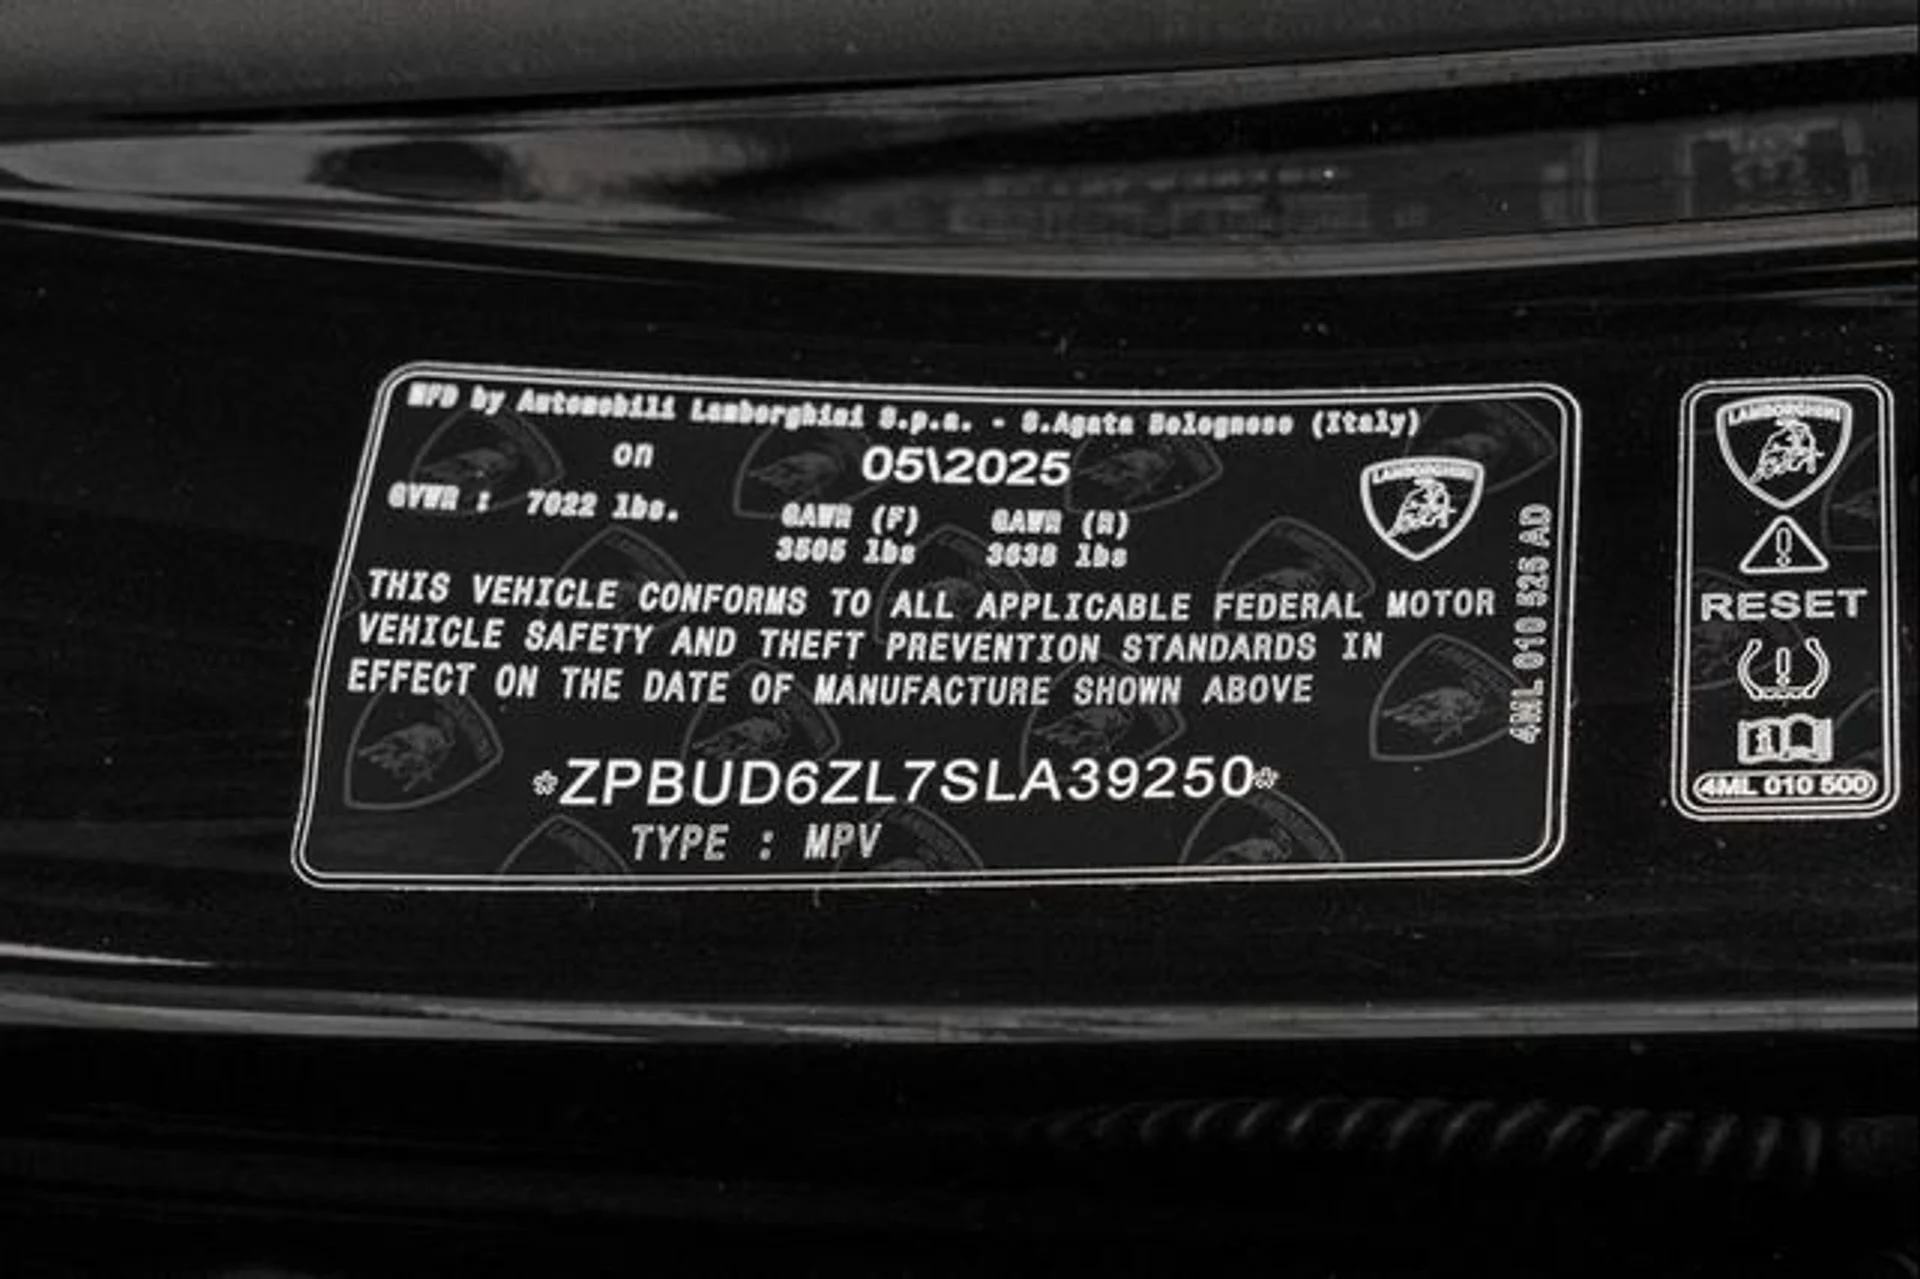 MFD by Automobili Lamborghini S.p.a. - S.Agata Bolognese (Italy)
on 05\2025
GVWR : 7022 lbs. GAWR (F) GAWR (R)
3505 lbs 3638 lbs
THIS VEHICLE CONFORMS TO ALL APPLICABLE FEDERAL MOTOR
VEHICLE SAFETY AND THEFT PREVENTION STANDARDS IN
EFFECT ON THE DATE OF MANUFACTURE SHOWN ABOVE
*ZPBUD6ZL7SLA39250*
TYPE : MPV
LAMBORGHINI
4ML 010 525 AD
LAMBORGHINI
RESET
4ML 010 500